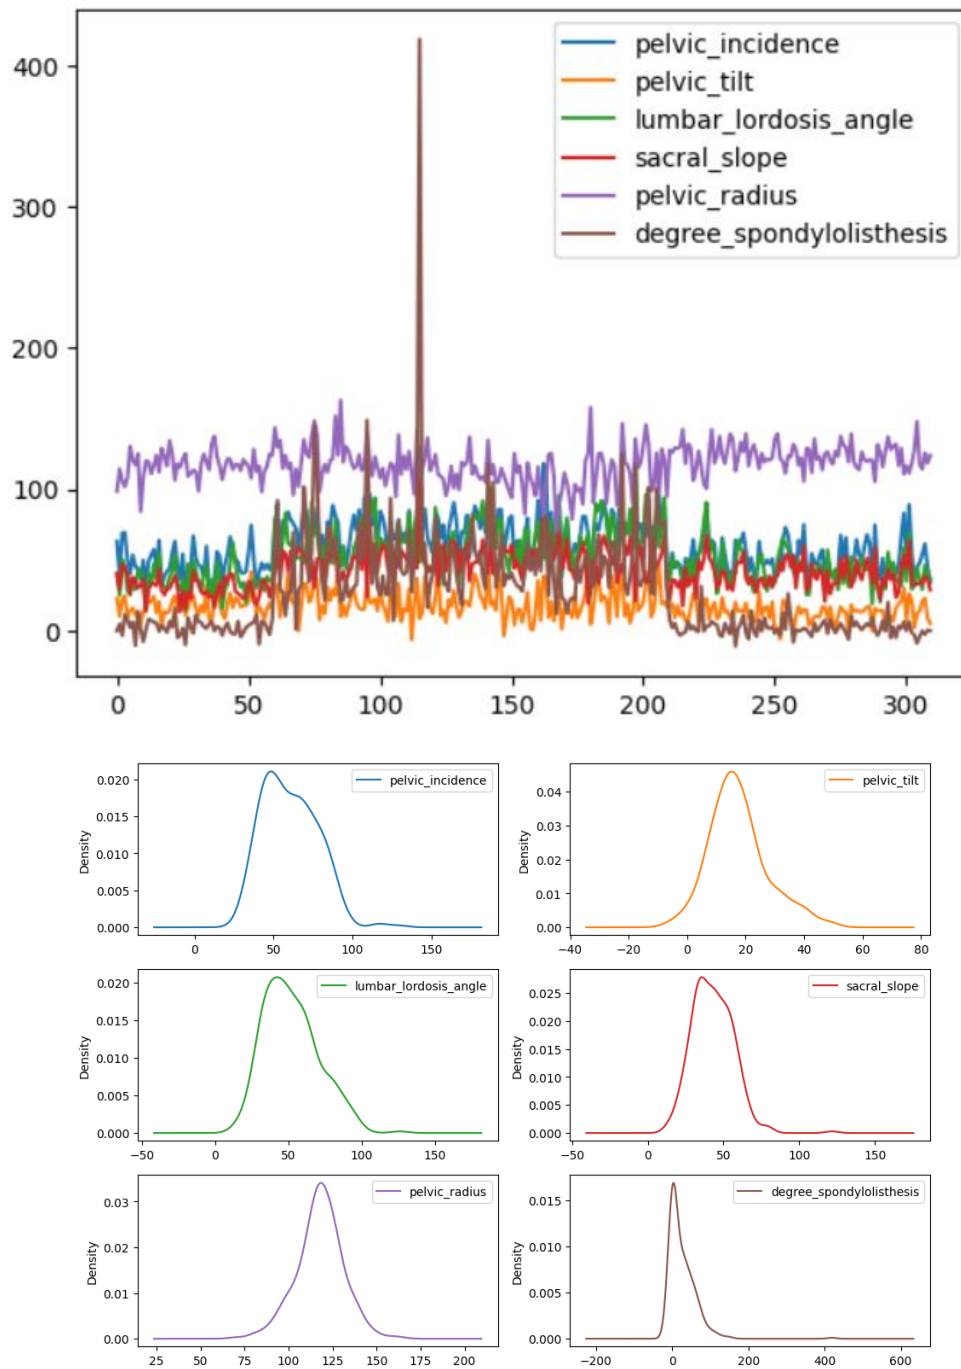 400
300
200
100
0
0 50 100 150 200 250 300
pelvic_incidence
pelvic_tilt
lumbar_lordosis_angle
sacral_slope
pelvic_radius
degree_spondylolisthesis
Density
0.020
0.015
0.010
0.005
0.000
0 50 100 150
pelvic_incidence
Density
0.04
0.03
0.02
0.01
0.00
−40 −20 0 20 40 60 80
pelvic_tilt
Density
0.020
0.015
0.010
0.005
0.000
−50 0 50 100 150
lumbar_lordosis_angle
Density
0.025
0.020
0.015
0.010
0.005
0.000
−50 0 50 100 150
sacral_slope
Density
0.03
0.02
0.01
0.00
25 50 75 100 125 150 175 200
pelvic_radius
Density
0.015
0.010
0.005
0.000
−200 0 200 400 600
degree_spondylolisthesis